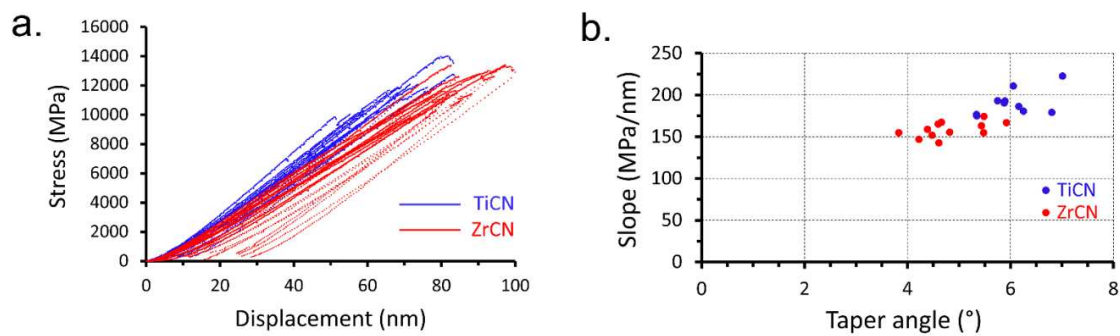 a.
16000
14000
12000
10000
8000
6000
4000
2000
0
Stress (MPa)
TiCN
ZrCN
0 20 40 60 80 100
Displacement (nm)
b.
250
200
150
100
50
0
Slope (MPa/nm)
TiCN
ZrCN
0 2 4 6 8
Taper angle (°)